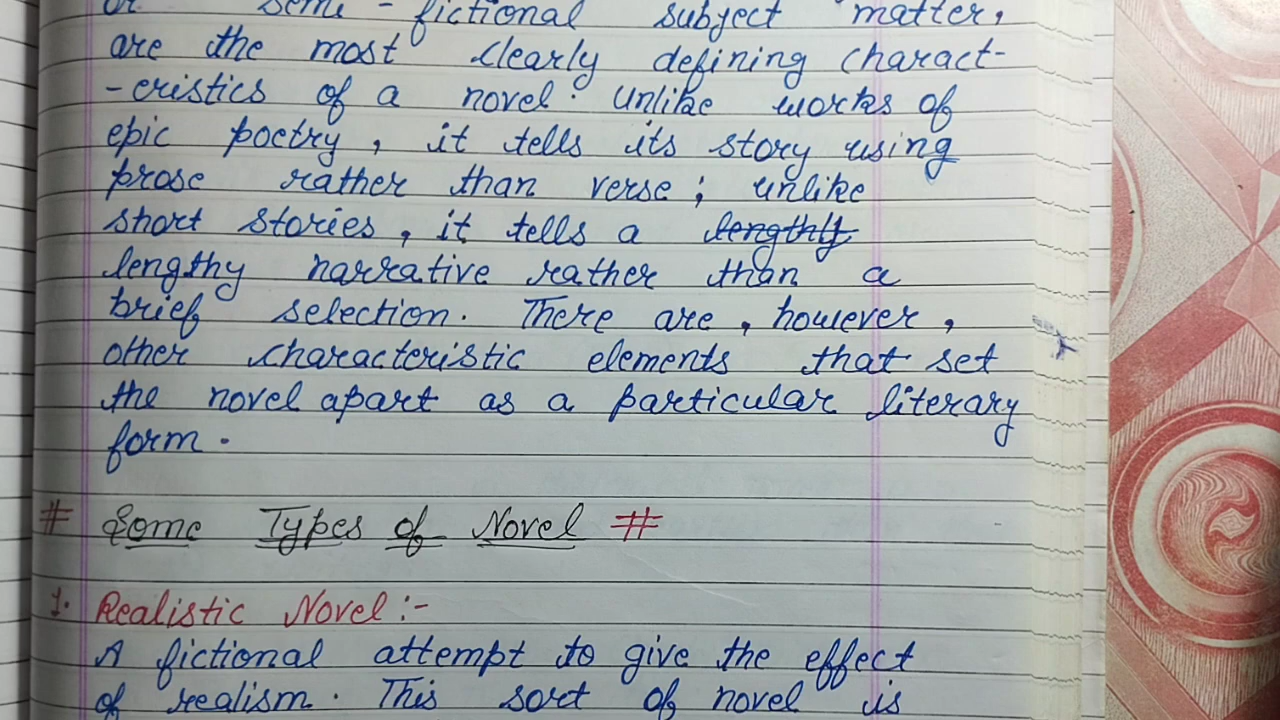 or semi-fictional subject matter,
are the most clearly defining charact-
-eristics of a novel. Unlike works of
epic poetry, it tells its story using
prose rather than verse; unlike
short stories, it tells a lengthly
lengthy narrative rather than a
brief selection. There are, however,
other characteristic elements that set
the novel apart as a particular literary
form.
# Some Types of Novel #
1. Realistic Novel:-
A fictional attempt to give the effect
of realism. This sort of novel is